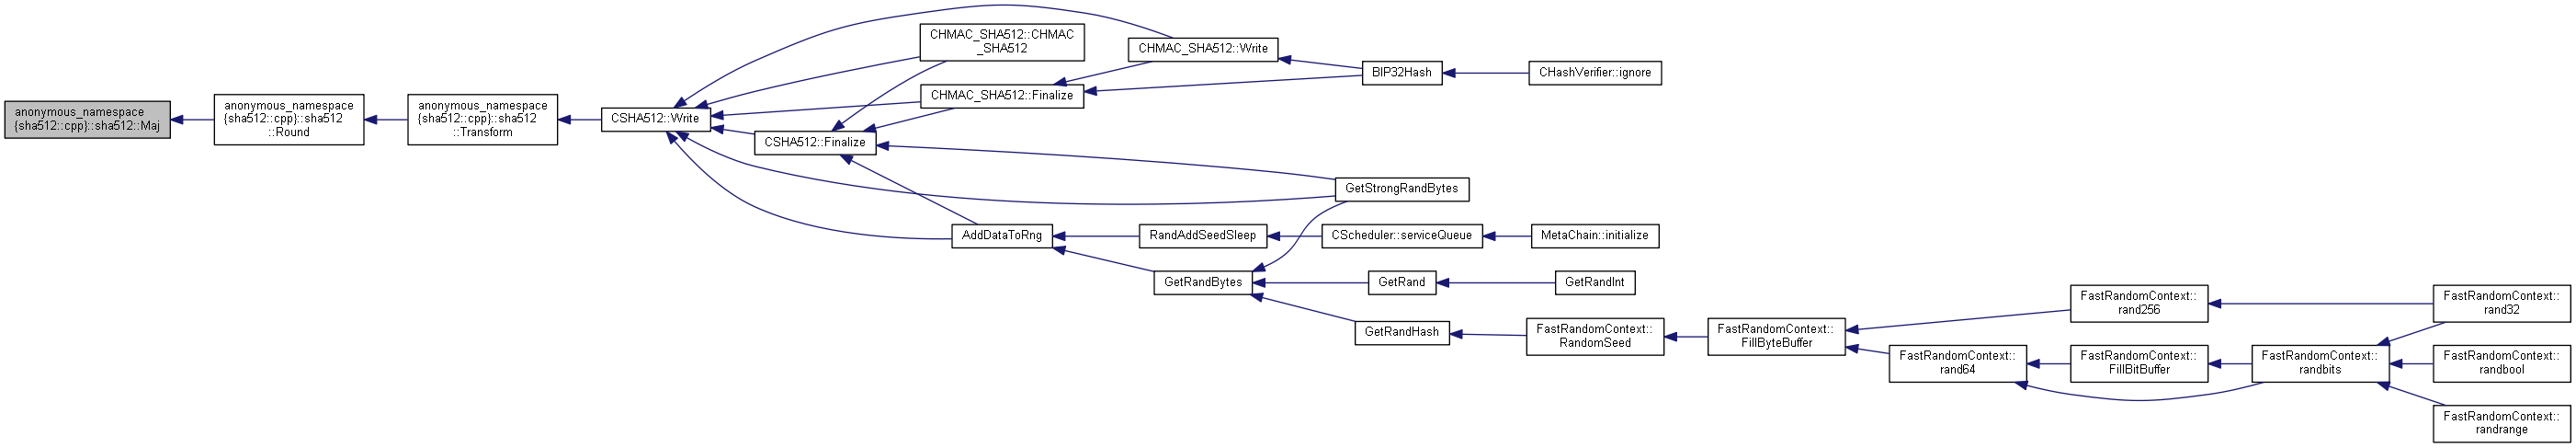 anonymous_namespace
{sha512::cpp}::sha512::Maj
anonymous_namespace
{sha512::cpp}::sha512
::Round
anonymous_namespace
{sha512::cpp}::sha512
::Transform
CSHA512::Write
CHMAC_SHA512::CHMAC
_SHA512
CHMAC_SHA512::Finalize
CSHA512::Finalize
CHMAC_SHA512::Write
BIP32Hash
CHashVerifier::ignore
GetStrongRandBytes
AddDataToRng
RandAddSeedSleep
CScheduler::serviceQueue
MetaChain::initialize
GetRandBytes
GetRand
GetRandInt
GetRandHash
FastRandomContext::
RandomSeed
FastRandomContext::
FillByteBuffer
FastRandomContext::
rand256
FastRandomContext::
rand64
FastRandomContext::
FillBitBuffer
FastRandomContext::
randbits
FastRandomContext::
rand32
FastRandomContext::
randbool
FastRandomContext::
randrange